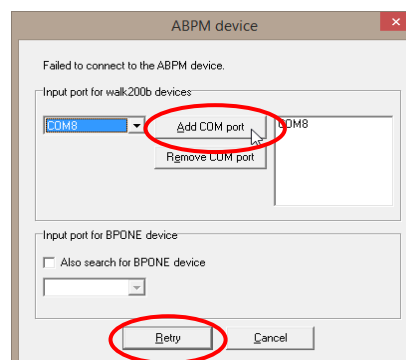 ABPM device
Failed to connect to the ABPM device.
Input port for walk200b devices
COM8
Add COM port
COM8
Remove COM port
Input port for BPONE device
Also search for BPONE device
Retry
Cancel